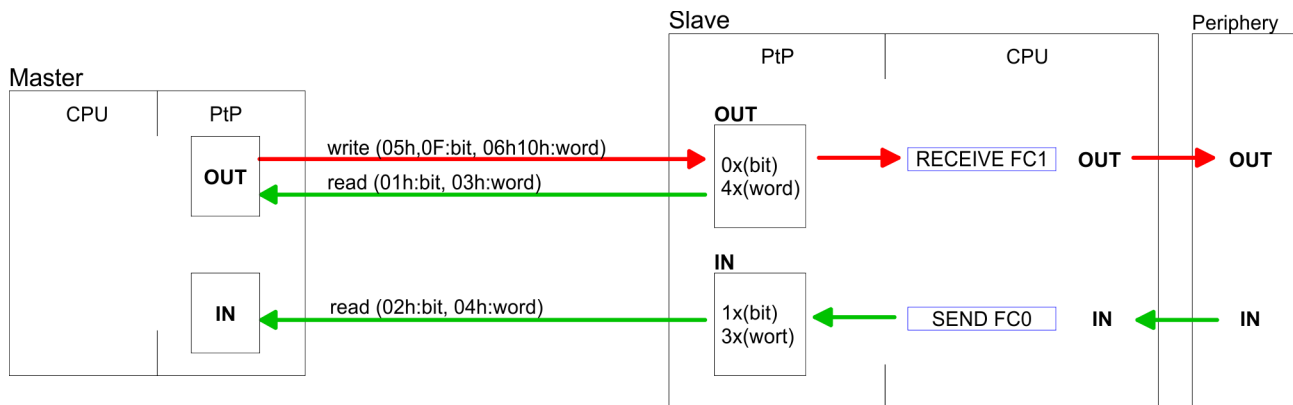 Slave
Periphery
PtP
CPU
Master
CPU
PtP
OUT
write (05h,0F:bit, 06h10h:word)
OUT
read (01h:bit, 03h:word)
0x(bit)
4x(word)
RECEIVE FC1
OUT
OUT
IN
IN
read (02h:bit, 04h:word)
1x(bit)
3x(wort)
SEND FC0
IN
IN